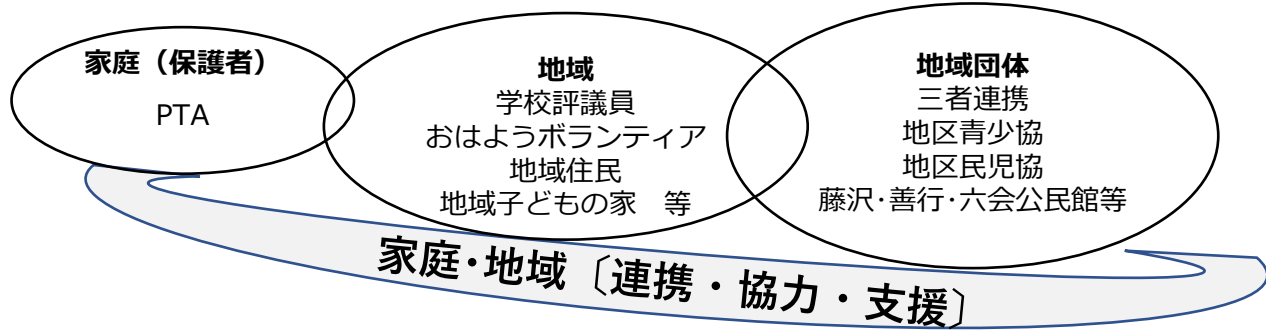 家庭（保護者）
PTA
地域
学校評議員
おはようボランティア
地域住民
地域子どもの家　等
地域団体
三者連携
地区青少協
地区民児協
藤沢・善行・六会公民館等
家庭・地域〔連携・協力・支援〕